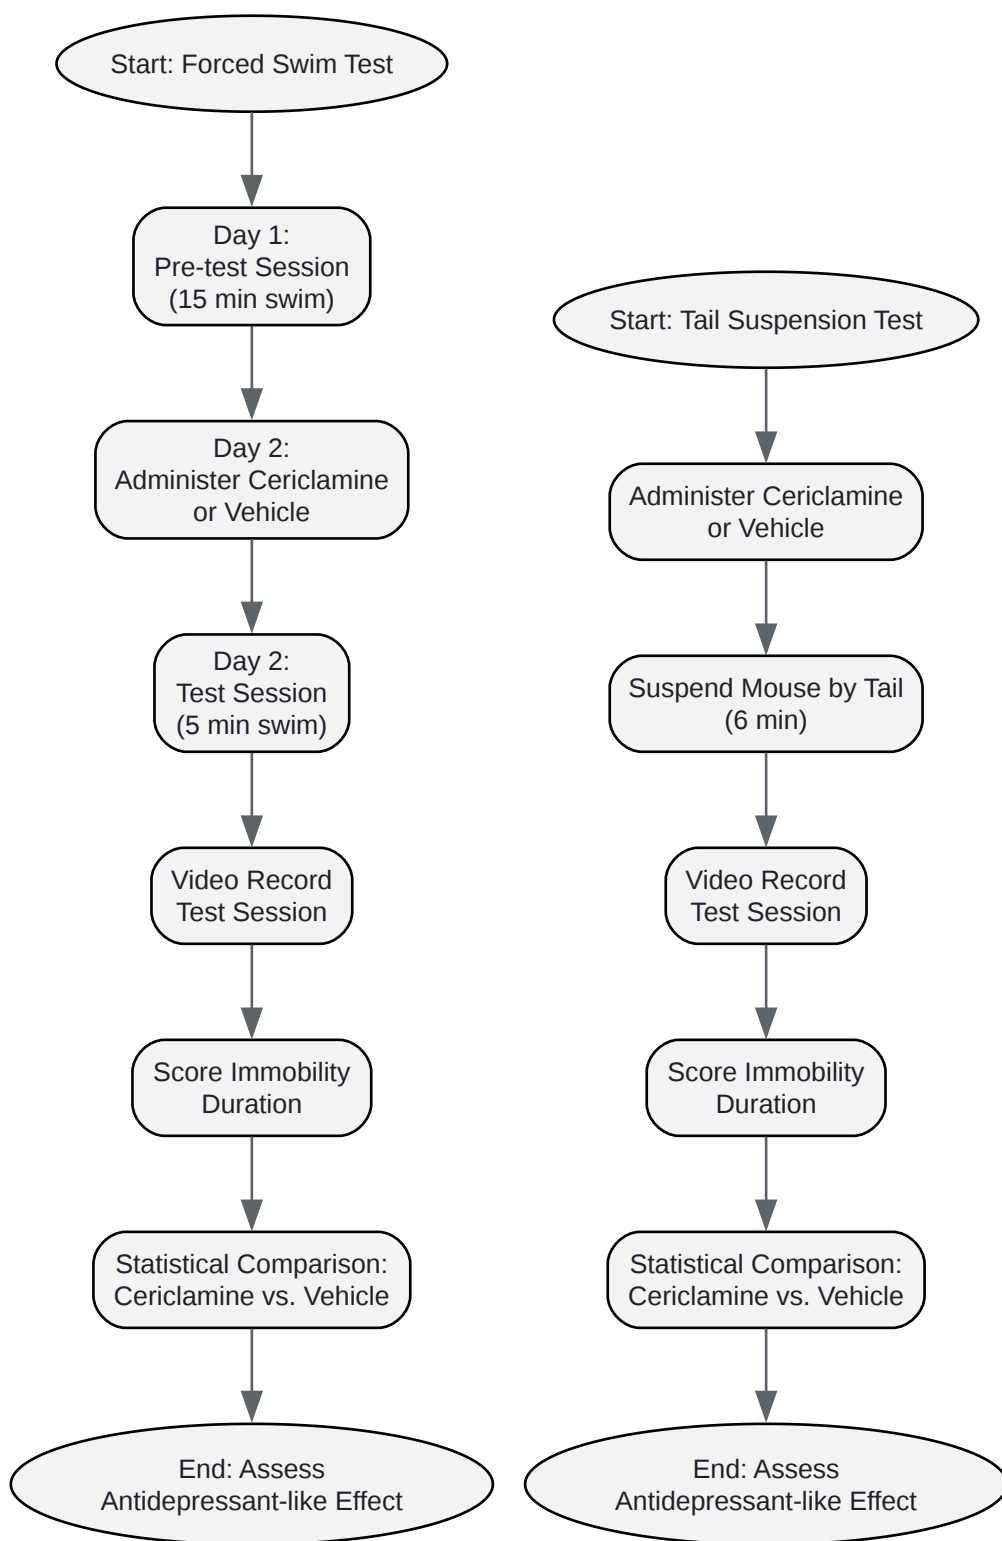 Start: Forced Swim Test
Day 1:
Pre-test Session
(15 min swim)
Day 2:
Administer Cericlamine
or Vehicle
Day 2:
Test Session
(5 min swim)
Video Record
Test Session
Score Immobility
Duration
Statistical Comparison:
Cericlamine vs. Vehicle
End: Assess
Antidepressant-like Effect
Start: Tail Suspension Test
Administer Cericlamine
or Vehicle
Suspend Mouse by Tail
(6 min)
Video Record
Test Session
Score Immobility
Duration
Statistical Comparison:
Cericlamine vs. Vehicle
End: Assess
Antidepressant-like Effect